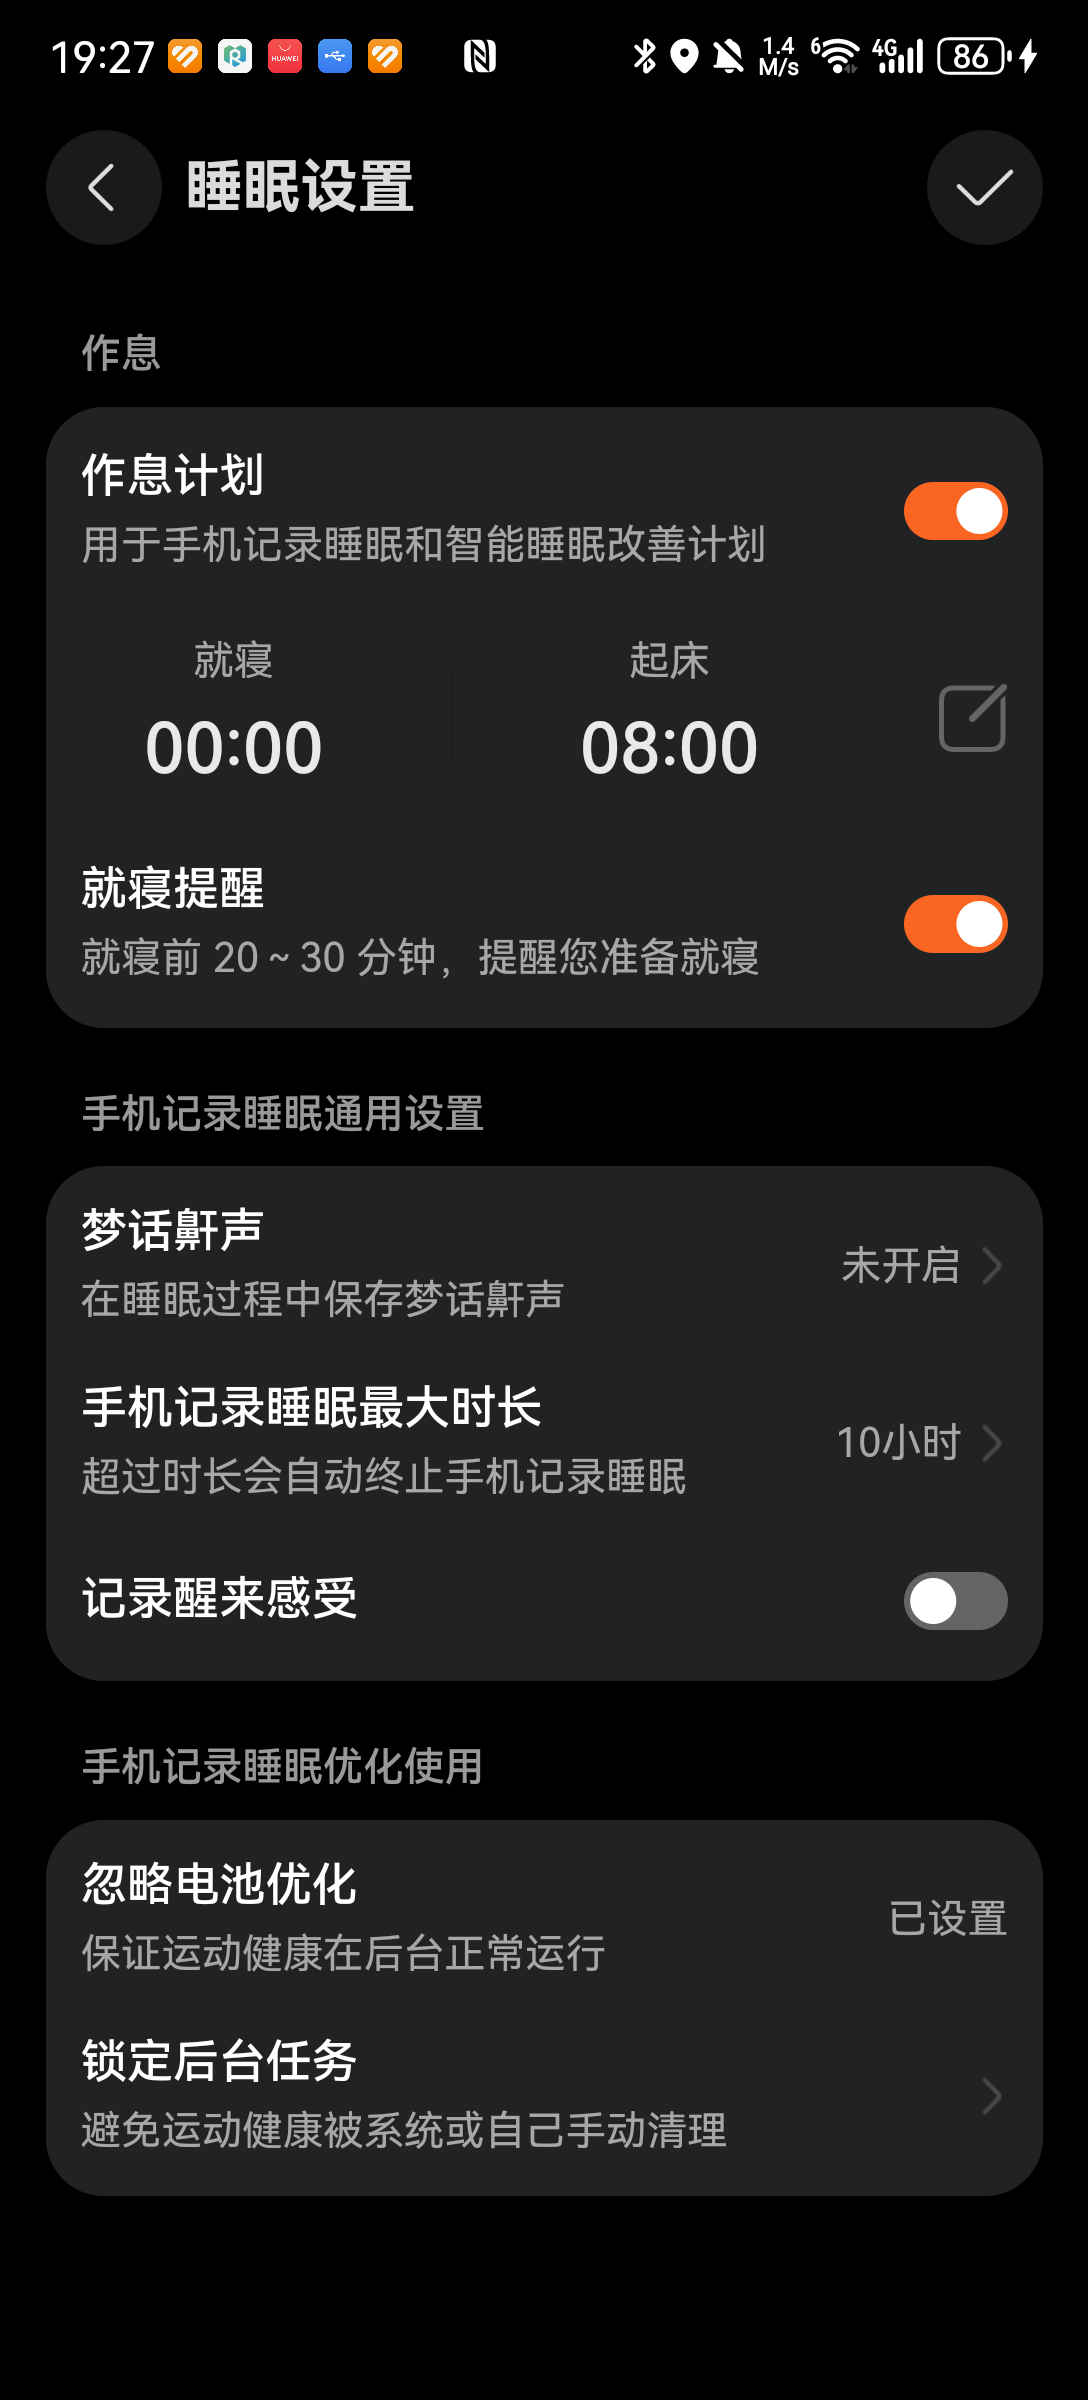 19:27
HUAWEI
1.4 M/s
6
4G
86
睡眠设置
作息
作息计划
用于手机记录睡眠和智能睡眠改善计划
就寝 起床
00:00 08:00
就寝提醒
就寝前 20 ~ 30 分钟，提醒您准备就寝
手机记录睡眠通用设置
梦话鼾声
在睡眠过程中保存梦话鼾声
未开启
手机记录睡眠最大时长
超过时长会自动终止手机记录睡眠
10小时
记录醒来感受
手机记录睡眠优化使用
忽略电池优化
保证运动健康在后台正常运行
已设置
锁定后台任务
避免运动健康被系统或自己手动清理